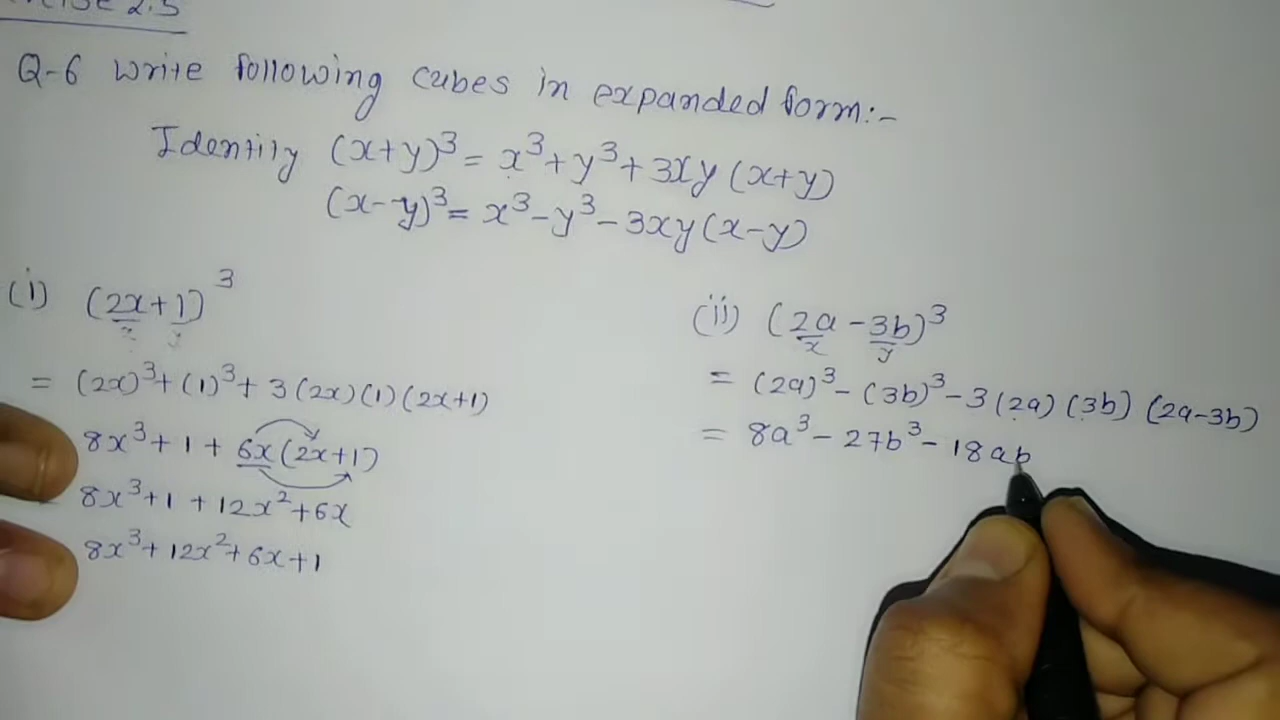 2.5
Q-6 Write following cubes in expanded form:-
Identity (x+y)³ = x³+y³+3xy(x+y)
(x-y)³ = x³-y³-3xy(x-y)
(i) (2x+1)³
x y
= (2x)³+(1)³+3(2x)(1)(2x+1)
8x³+1+6x(2x+1)
8x³+1+12x²+6x
8x³+12x²+6x+1
(ii) (2a-3b)³
x y
= (2a)³-(3b)³-3(2a)(3b)(2a-3b)
= 8a³-27b³-18ab